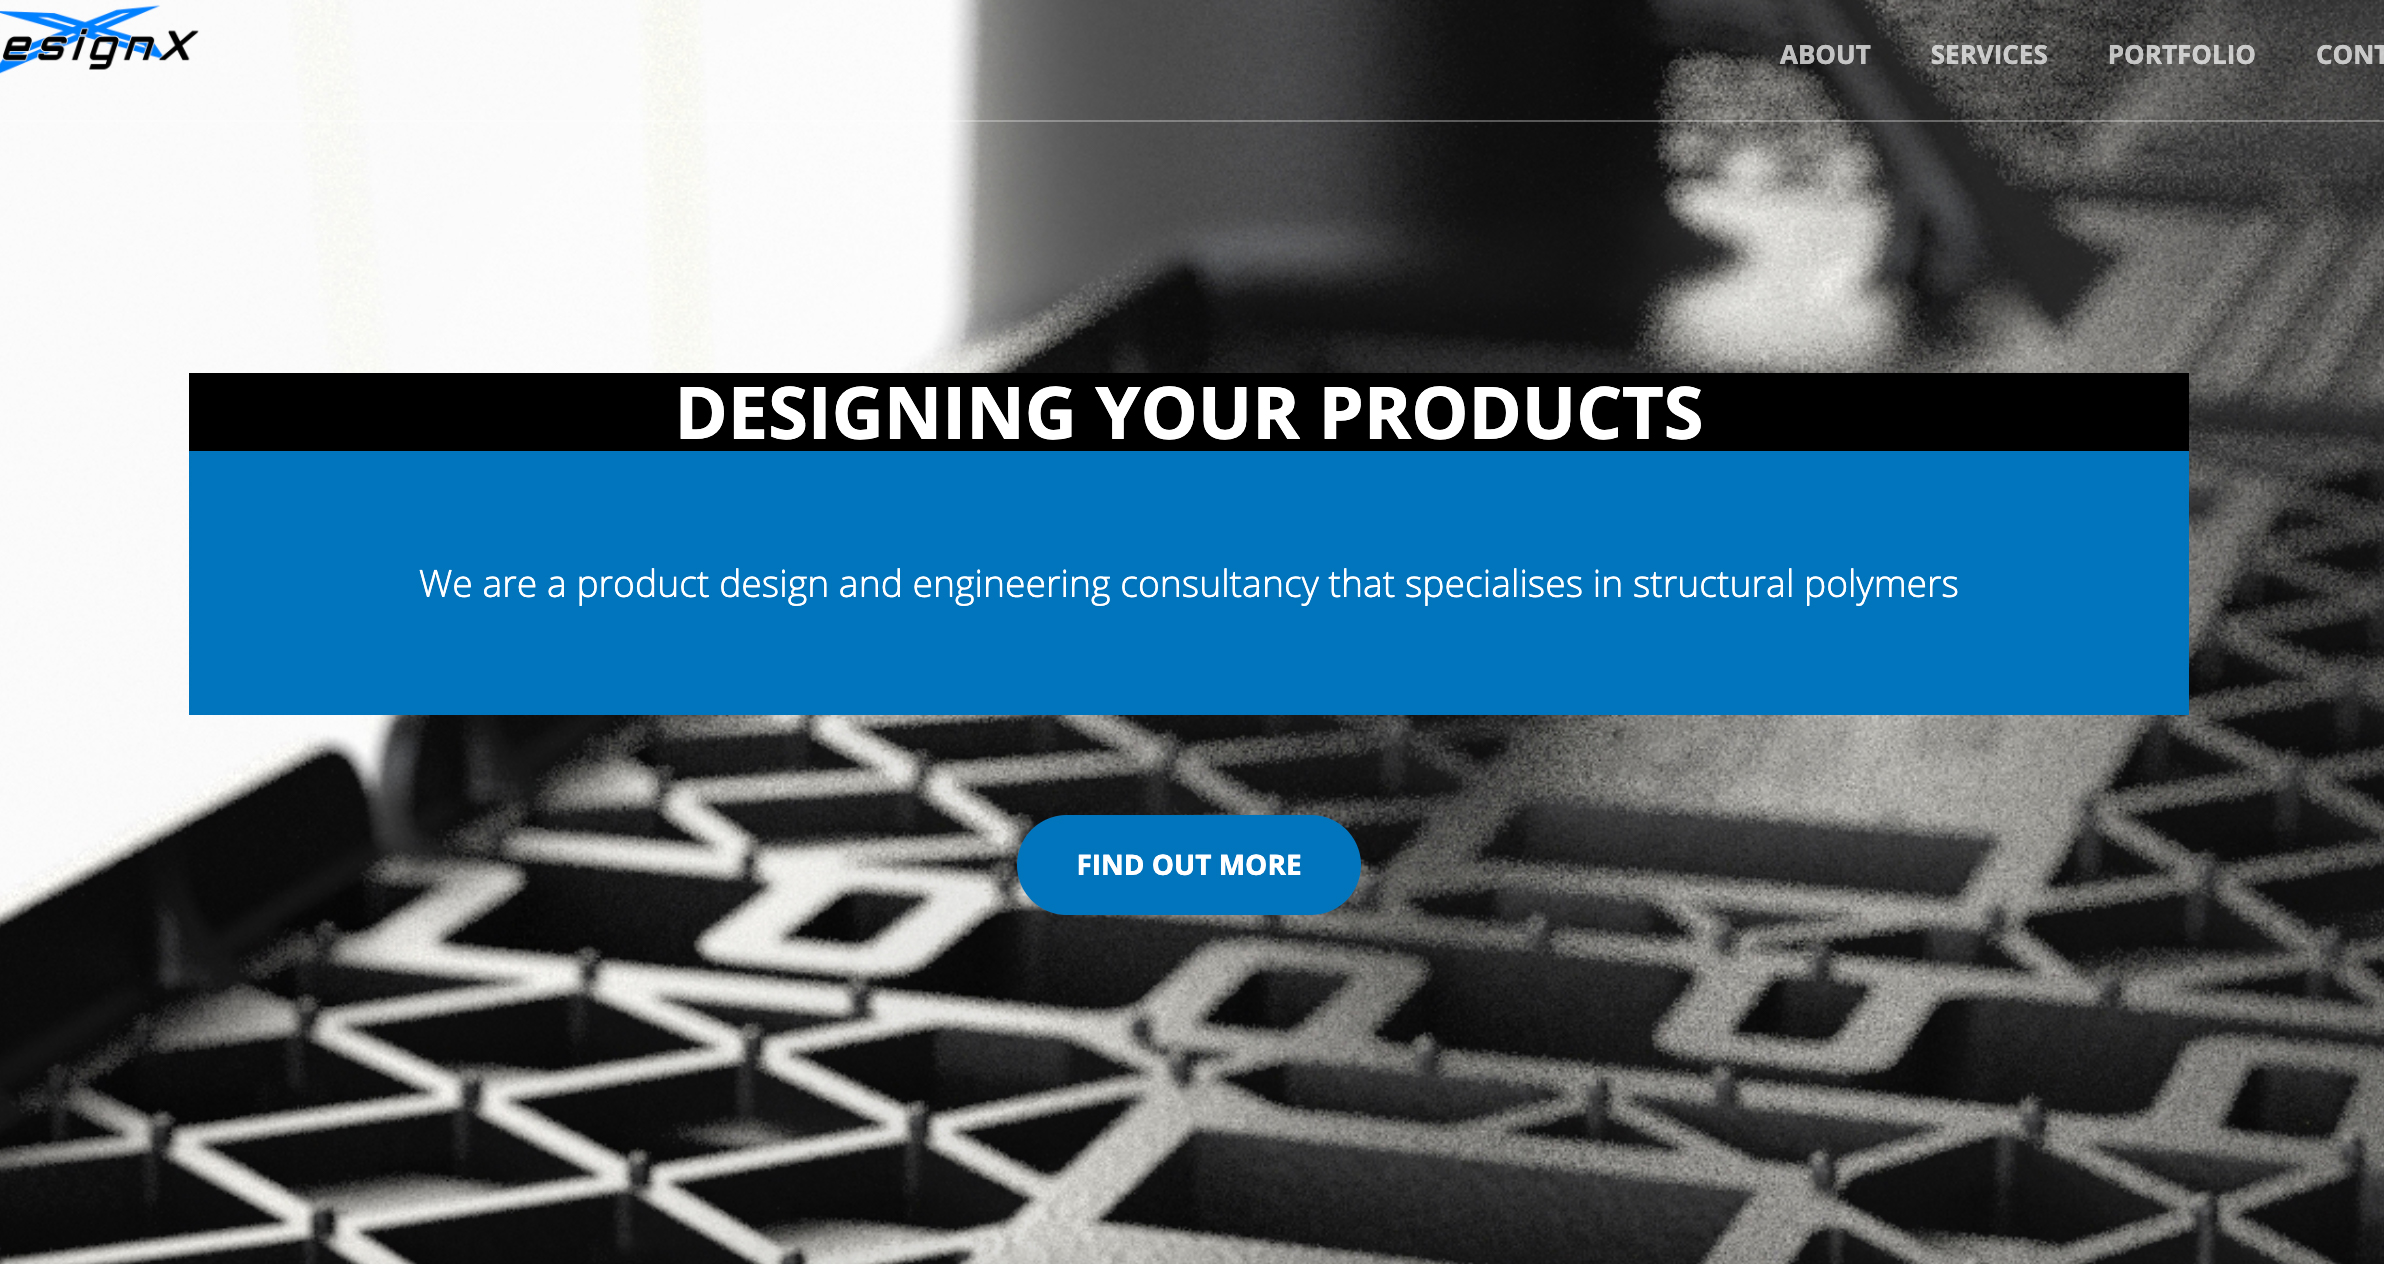 esignX
ABOUT SERVICES PORTFOLIO CONT
DESIGNING YOUR PRODUCTS
We are a product design and engineering consultancy that specialises in structural polymers
FIND OUT MORE